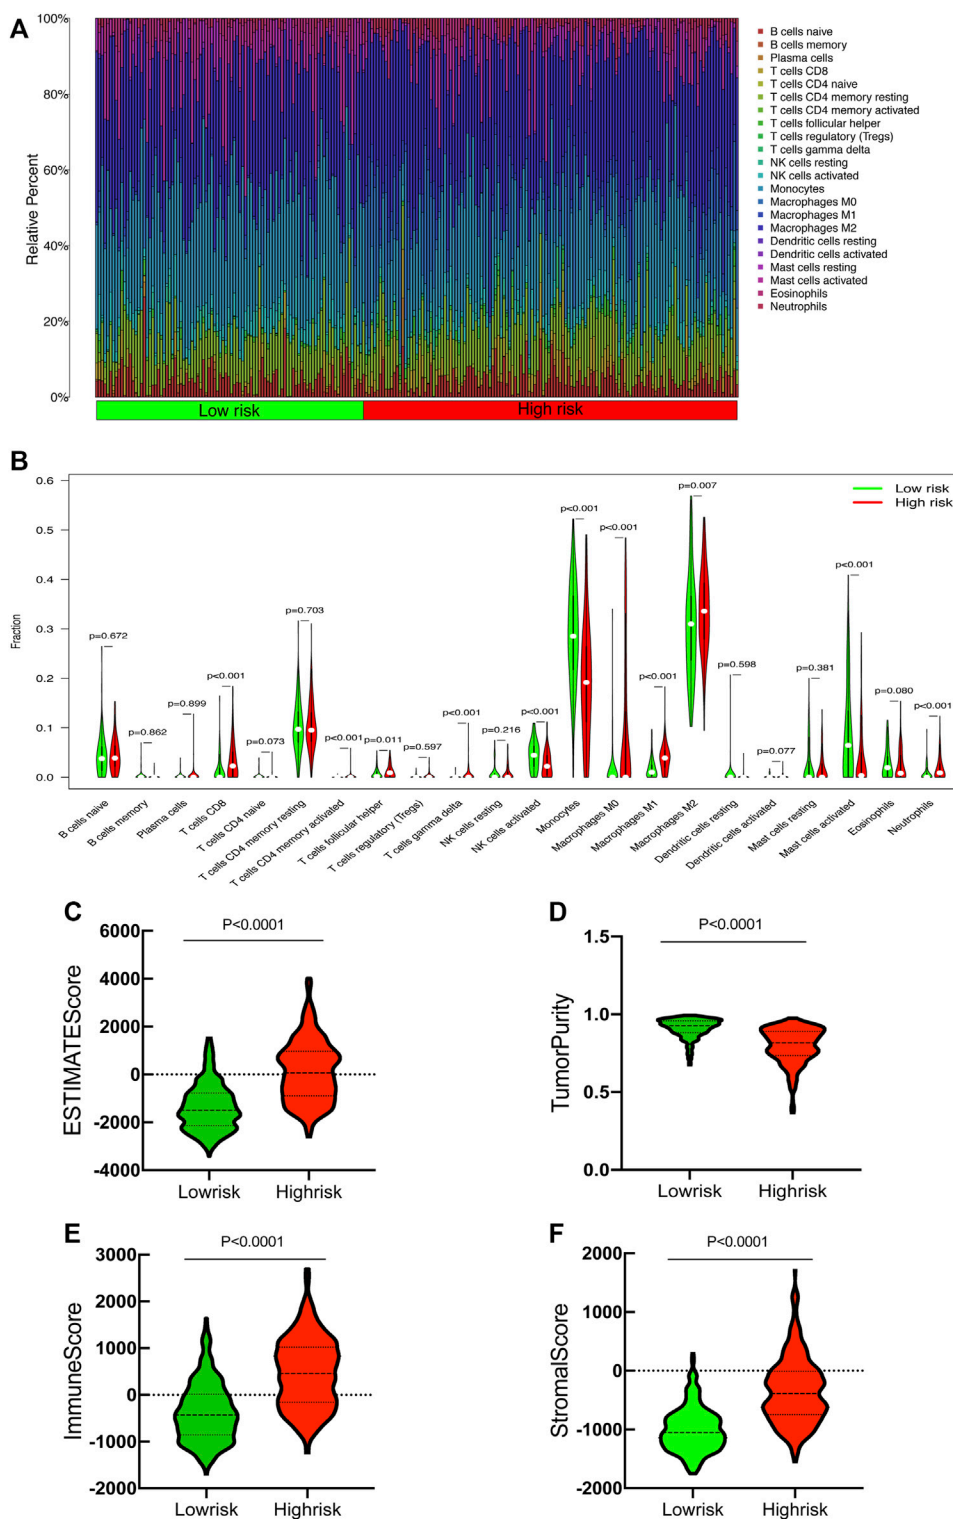 A
100%
80%
60%
40%
20%
0%
Relative Percent
Low risk
High risk
B cells naive
B cells memory
Plasma cells
T cells CD8
T cells CD4 naive
T cells CD4 memory resting
T cells CD4 memory activated
T cells follicular helper
T cells regulatory (Tregs)
T cells gamma delta
NK cells resting
NK cells activated
Monocytes
Macrophages M0
Macrophages M1
Macrophages M2
Dendritic cells resting
Dendritic cells activated
Mast cells resting
Mast cells activated
Eosinophils
Neutrophils
B
0.6
0.5
0.4
0.3
0.2
0.1
0.0
Fraction
Low risk
High risk
p=0.672
p=0.862
p=0.899
p<0.001
p=0.073
p=0.703
p<0.001
p=0.011
p=0.597
p<0.001
p=0.216
p<0.001
p<0.001
p<0.001
p<0.001
p=0.007
p=0.598
p=0.077
p=0.381
p<0.001
p=0.080
p<0.001
B cells naive
B cells memory
Plasma cells
T cells CD8
T cells CD4 naive
T cells CD4 memory resting
T cells CD4 memory activated
T cells follicular helper
T cells regulatory (Tregs)
T cells gamma delta
NK cells resting
NK cells activated
Monocytes
Macrophages M0
Macrophages M1
Macrophages M2
Dendritic cells resting
Dendritic cells activated
Mast cells resting
Mast cells activated
Eosinophils
Neutrophils
C
P<0.0001
6000
4000
2000
0
-2000
-4000
ESTIMATEScore
Lowrisk
Highrisk
D
P<0.0001
1.5
1.0
0.5
0.0
TumorPurity
Lowrisk
Highrisk
E
P<0.0001
3000
2000
1000
0
-1000
-2000
ImmuneScore
Lowrisk
Highrisk
F
P<0.0001
2000
1000
0
-1000
-2000
StromalScore
Lowrisk
Highrisk